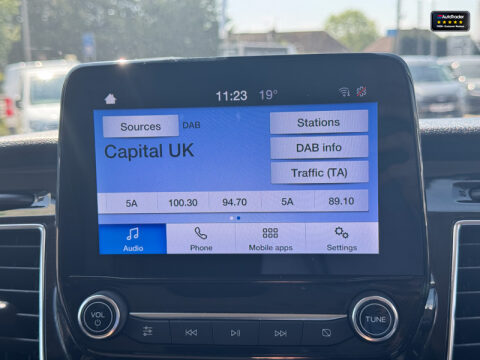 AutoTrader
11:23 19°
Sources DAB Stations
Capital UK
DAB info
Traffic (TA)
5A 100.30 94.70 5A 89.10
Audio Phone Mobile apps Settings
VOL
TUNE